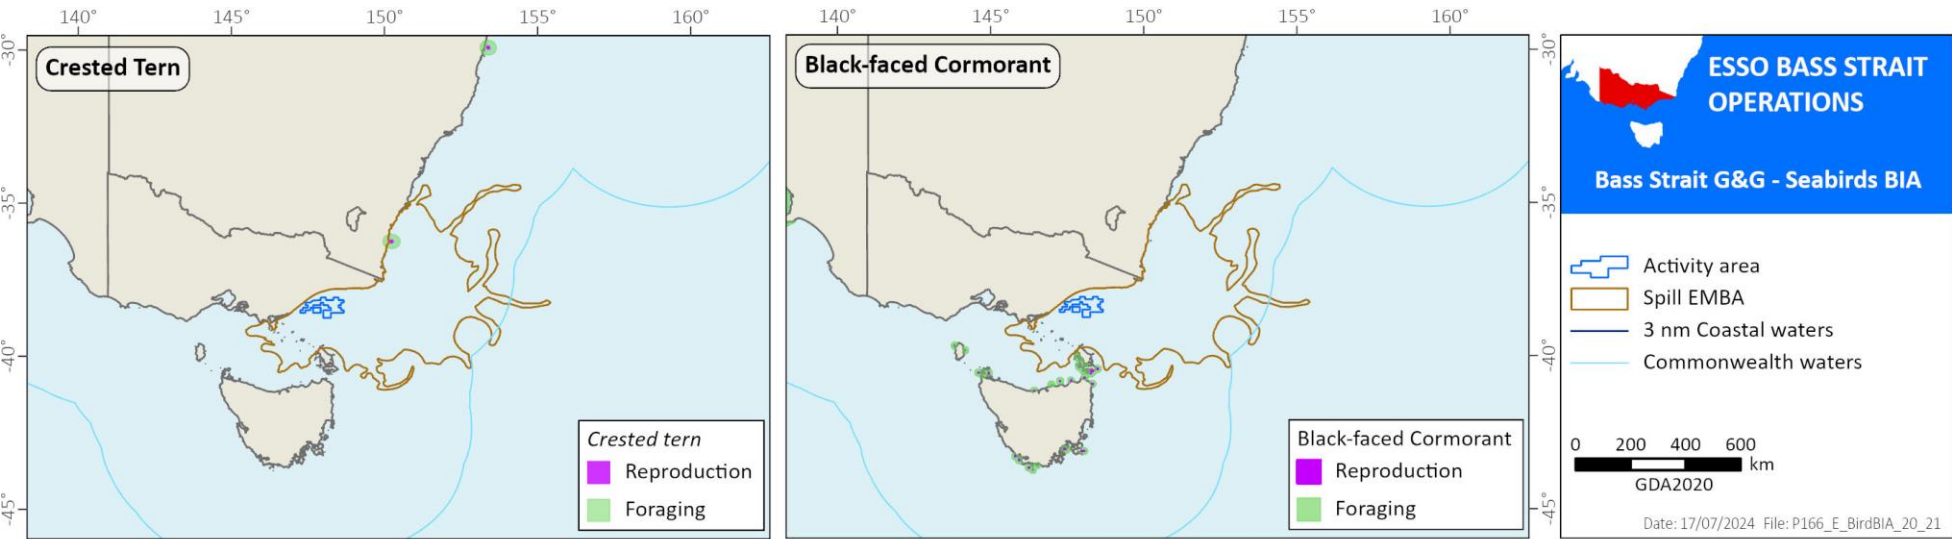 140° 145° 150° 155° 160°
140° 145° 150° 155° 160°
-30°
-35°
-40°
-45°
Crested Tern
Crested tern
Reproduction
Foraging
Black-faced Cormorant
Black-faced Cormorant
Reproduction
Foraging
-30°
-35°
-40°
-45°
ESSO BASS STRAIT
OPERATIONS
Bass Strait G&G - Seabirds BIA
Activity area
Spill EMBA
3 nm Coastal waters
Commonwealth waters
0 200 400 600
km
GDA2020
Date: 17/07/2024 File: P166_E_BirdBIA_20_21